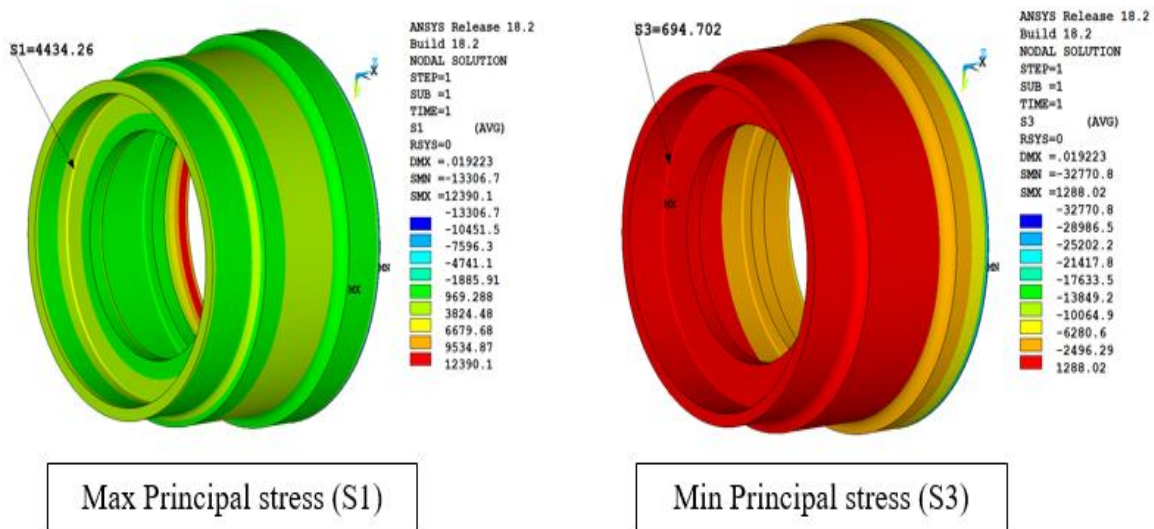 S1=4434.26
ANSYS Release 18.2
Build 18.2
NODAL SOLUTION
STEP=1
SUB =1
TIME=1
S1 (AVG)
RSYS=0
DMX =.019223
SMN =-13306.7
SMX =12390.1
-13306.7
-10451.5
-7596.3
-4741.1
-1885.91
969.288
3824.48
6679.68
9534.87
12390.1
X
MN
MX
Max Principal stress (S1)
S3=694.702
ANSYS Release 18.2
Build 18.2
NODAL SOLUTION
STEP=1
SUB =1
TIME=1
S3 (AVG)
RSYS=0
DMX =.019223
SMN =-32770.8
SMX =1288.02
-32770.8
-28986.5
-25202.2
-21417.8
-17633.5
-13849.2
-10064.9
-6280.6
-2496.29
1288.02
X
MX
MN
Min Principal stress (S3)